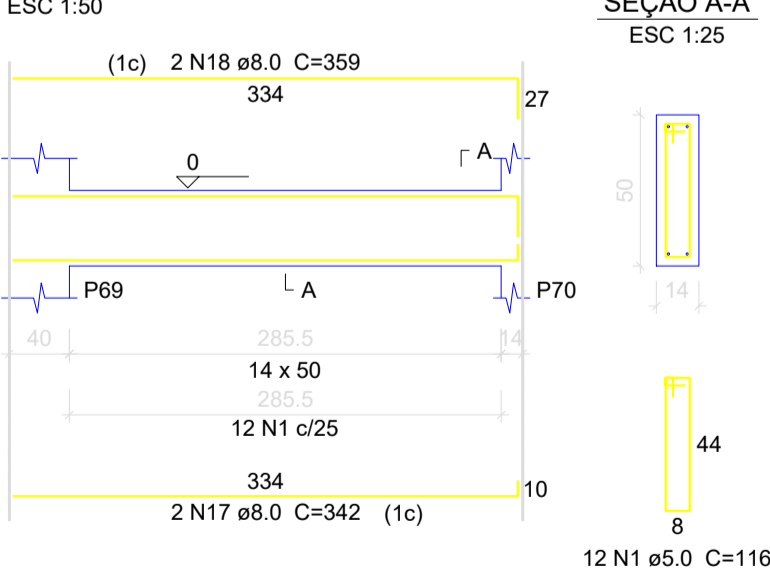 ESC 1:50
SEÇÃO A-A
ESC 1:25
(1c) 2 N18 ø8.0 C=359
334
27
A
0
50
P69
A
P70
14
40
285.5
14
14 x 50
285.5
12 N1 c/25
334
10
2 N17 ø8.0 C=342 (1c)
44
8
12 N1 ø5.0 C=116